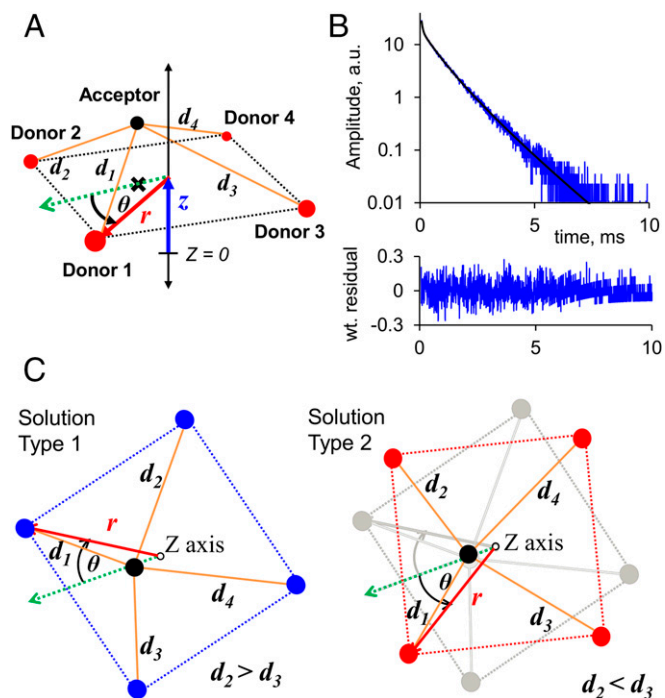 A
Acceptor
Donor 2
d4
Donor 4
d2
d1
d3
θ
r
z
Donor 3
Donor 1
Z = 0
B
Amplitude, a.u.
10
1
0.1
0.01
0
5
10
time, ms
wt. residual
0.3
0
-0.3
0
5
10
C
Solution
Type 1
d2
r
Z axis
d1
θ
d4
d3
d2 > d3
Solution
Type 2
d2
d4
Z axis
θ
d1
r
d3
d2 < d3